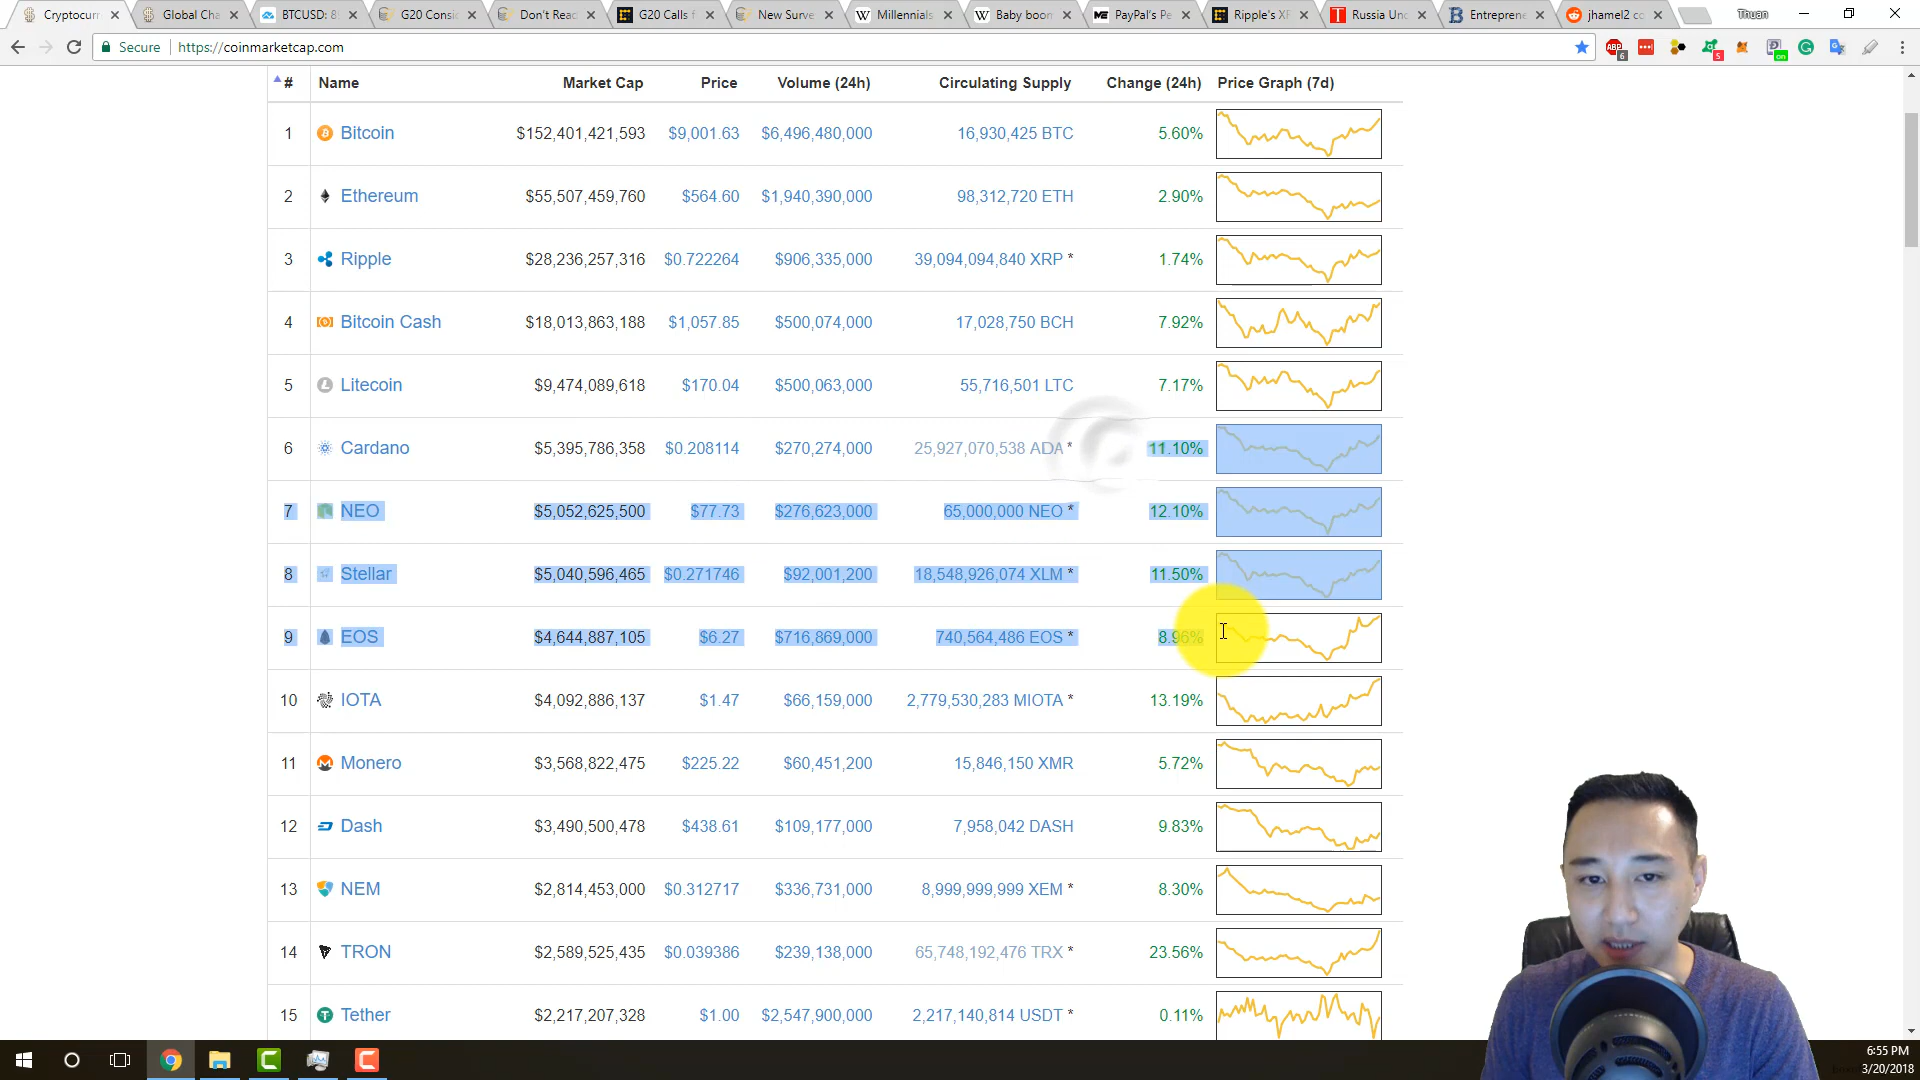 Cryptocurr
Global Cha
BTCUSD: 8
G20 Consid
Don't Read
G20 Calls f
New Surve
Millennials
Baby boon
PayPal's Pe
Ripple's XR
Russia Unc
Entreprene
jhamel2 co
Thuan
Secure https://coinmarketcap.com
# Name Market Cap Price Volume (24h) Circulating Supply Change (24h) Price Graph (7d)
1 Bitcoin $152,401,421,593 $9,001.63 $6,496,480,000 16,930,425 BTC 5.60%
2 Ethereum $55,507,459,760 $564.60 $1,940,390,000 98,312,720 ETH 2.90%
3 Ripple $28,236,257,316 $0.722264 $906,335,000 39,094,094,840 XRP * 1.74%
4 Bitcoin Cash $18,013,863,188 $1,057.85 $500,074,000 17,028,750 BCH 7.92%
5 Litecoin $9,474,089,618 $170.04 $500,063,000 55,716,501 LTC 7.17%
6 Cardano $5,395,786,358 $0.208114 $270,274,000 25,927,070,538 ADA * 11.10%
7 NEO $5,052,625,500 $77.73 $276,623,000 65,000,000 NEO * 12.10%
8 Stellar $5,040,596,465 $0.271746 $92,001,200 18,548,926,074 XLM * 11.50%
9 EOS $4,644,887,105 $6.27 $716,869,000 740,564,486 EOS * 8.96%
10 IOTA $4,092,886,137 $1.47 $66,159,000 2,779,530,283 MIOTA * 13.19%
11 Monero $3,568,822,475 $225.22 $60,451,200 15,846,150 XMR 5.72%
12 Dash $3,490,500,478 $438.61 $109,177,000 7,958,042 DASH 9.83%
13 NEM $2,814,453,000 $0.312717 $336,731,000 8,999,999,999 XEM * 8.30%
14 TRON $2,589,525,435 $0.039386 $239,138,000 65,748,192,476 TRX * 23.56%
15 Tether $2,217,207,328 $1.00 $2,547,900,000 2,217,140,814 USDT * 0.11%
6:55 PM
3/20/2018